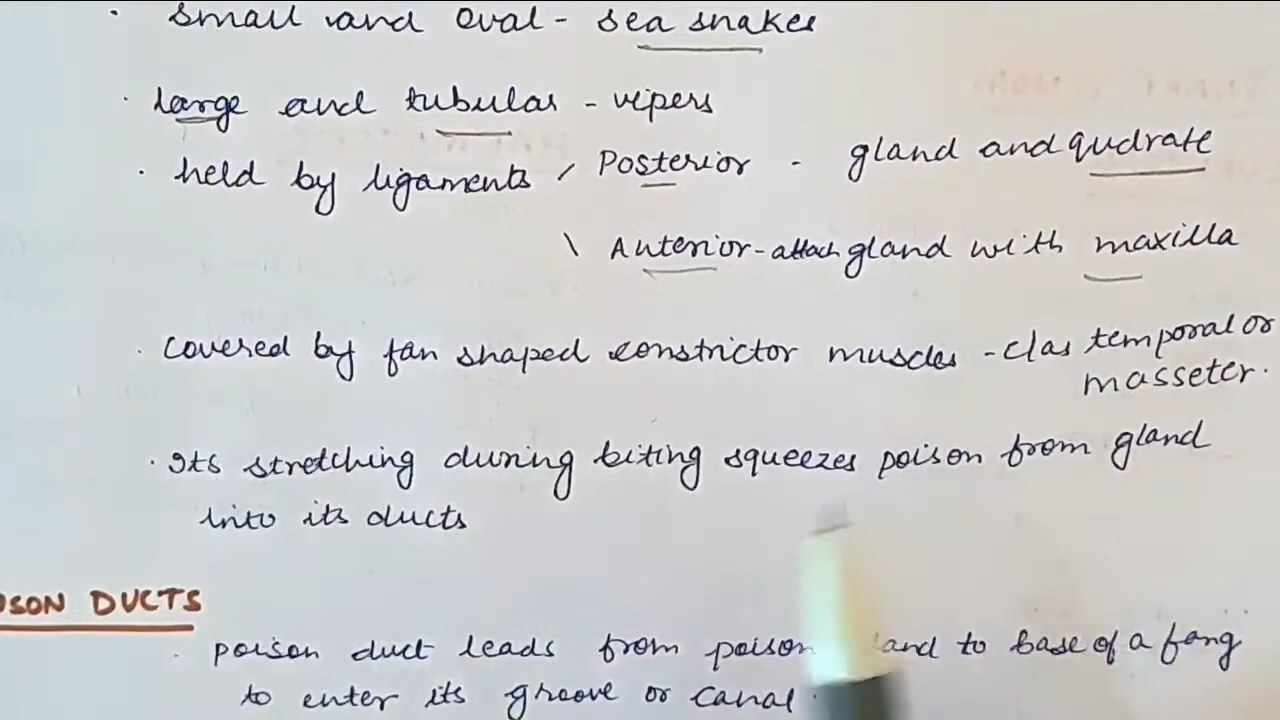 · small and oval - sea snakes
· large and tubular - vipers
· held by ligaments / Posterior - gland and qudrate
\ Anterior - attach gland with maxilla
· covered by fan shaped constrictor muscles - clas temporal or
masseter.
· Its stretching during biting squeezes poison from gland
into its ducts
OISON DUCTS
· poison duct leads from poison land to base of a fang
to enter its groove or canal.